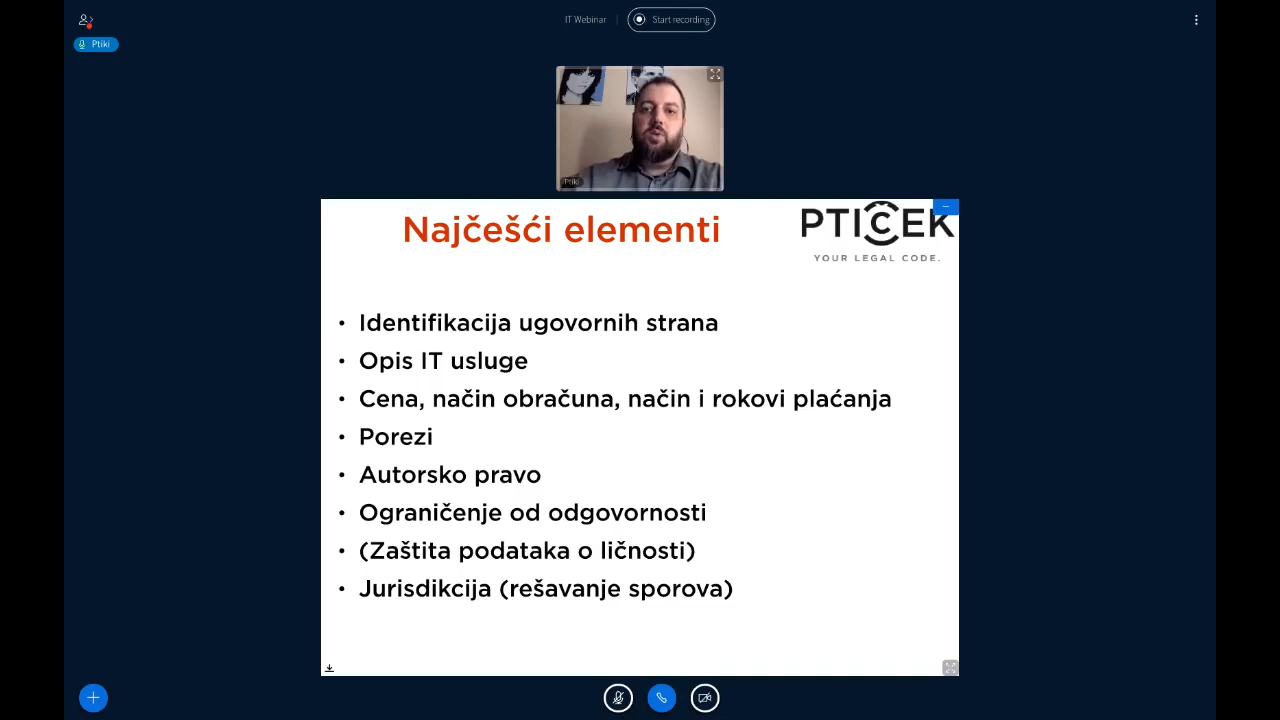 IT Webinar
Start recording
Ptiki
Ptiki
Najčešći elementi
PTIČEK
YOUR LEGAL CODE.
• Identifikacija ugovornih strana
• Opis IT usluge
• Cena, način obračuna, način i rokovi plaćanja
• Porezi
• Autorsko pravo
• Ograničenje od odgovornosti
• (Zaštita podataka o ličnosti)
• Jurisdikcija (rešavanje sporova)